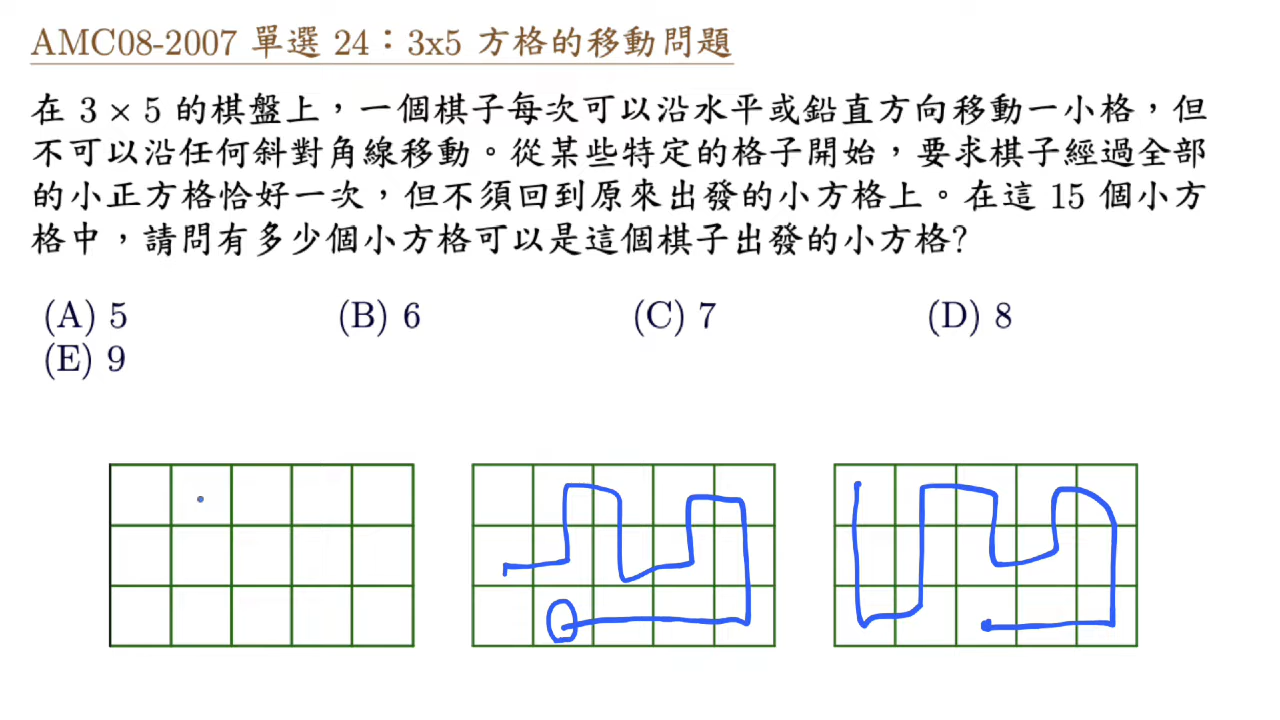 AMC08-2007 單選 24：3x5 方格的移動問題
在 3 × 5 的棋盤上，一個棋子每次可以沿水平或鉛直方向移動一小格，但
不可以沿任何斜對角線移動。從某些特定的格子開始，要求棋子經過全部
的小正方格恰好一次，但不須回到原來出發的小方格上。在這 15 個小方
格中，請問有多少個小方格可以是這個棋子出發的小方格?
(A) 5 (B) 6 (C) 7 (D) 8
(E) 9